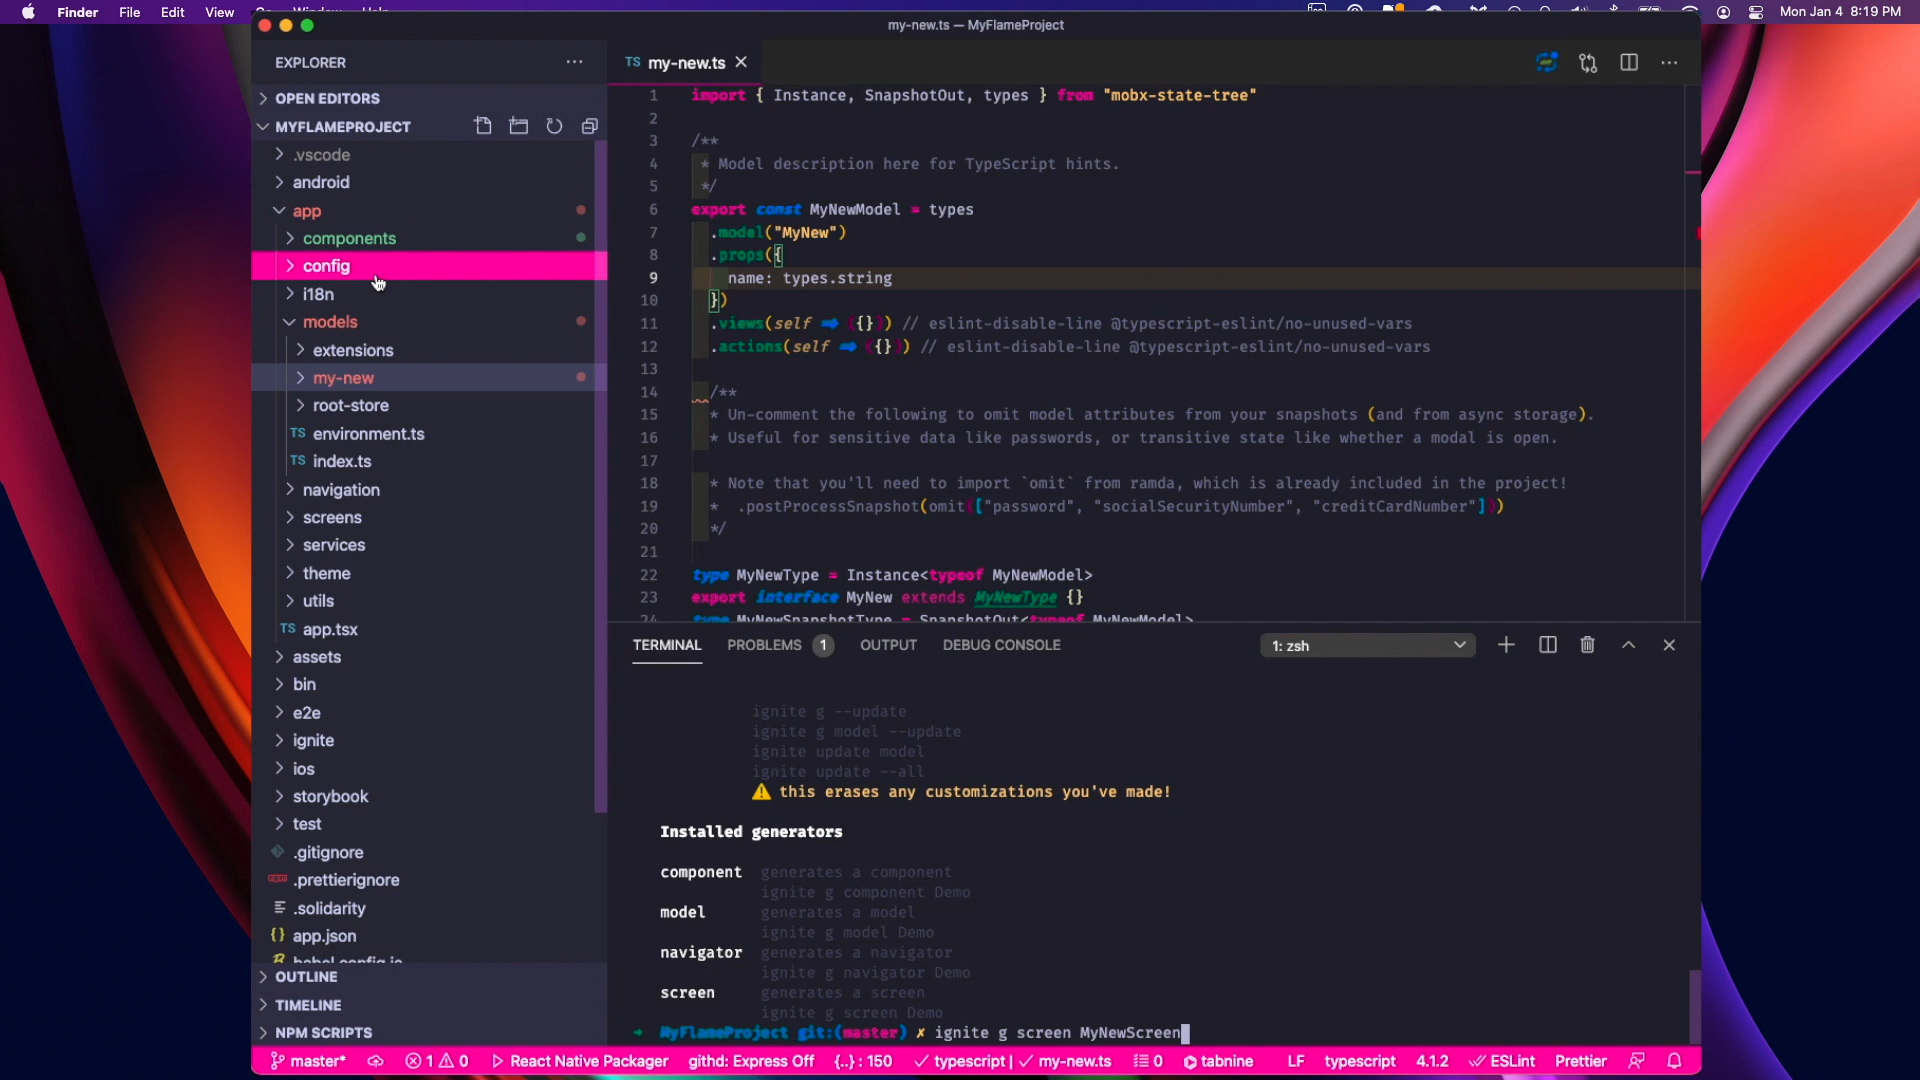 Finder File Edit View
Mon Jan 4 8:19 PM
my-new.ts — MyFlameProject
EXPLORER
OPEN EDITORS
MYFLAMEPROJECT
.vscode
android
app
components
config
i18n
models
extensions
my-new
root-store
TS environment.ts
TS index.ts
navigation
screens
services
theme
utils
TS app.tsx
assets
bin
e2e
ignite
ios
storybook
test
.gitignore
.prettierignore
.solidarity
{} app.json
OUTLINE
TIMELINE
NPM SCRIPTS
TS my-new.ts
1 import { Instance, SnapshotOut, types } from "mobx-state-tree"
2
3 /**
4 * Model description here for TypeScript hints.
5 */
6 export const MyNewModel = types
7 .model("MyNew")
8 .props({
9 name: types.string
10 })
11 .views(self => ({})) // eslint-disable-line @typescript-eslint/no-unused-vars
12 .actions(self => ({})) // eslint-disable-line @typescript-eslint/no-unused-vars
13
14 /**
15 * Un-comment the following to omit model attributes from your snapshots (and from async storage).
16 * Useful for sensitive data like passwords, or transitive state like whether a modal is open.
17
18 * Note that you'll need to import `omit` from ramda, which is already included in the project!
19 * .postProcessSnapshot(omit(["password", "socialSecurityNumber", "creditCardNumber"]))
20 */
21
22 type MyNewType = Instance<typeof MyNewModel>
23 export interface MyNew extends MyNewType {}
24 type MyNewSnapshotType = SnapshotOut<typeof MyNewModel>
TERMINAL PROBLEMS 1 OUTPUT DEBUG CONSOLE 1: zsh
ignite g --update
ignite g model --update
ignite update model
ignite update --all
⚠ this erases any customizations you've made!
Installed generators
component generates a component
ignite g component Demo
model generates a model
ignite g model Demo
navigator generates a navigator
ignite g navigator Demo
screen generates a screen
ignite g screen Demo
➜ MyFlameProject git:(master) ✗ ignite g screen MyNewScreen
master* 1 0 React Native Packager githd: Express Off {..} : 150 ✓ typescript | ✓ my-new.ts 0 tabnine LF typescript 4.1.2 ESLint Prettier